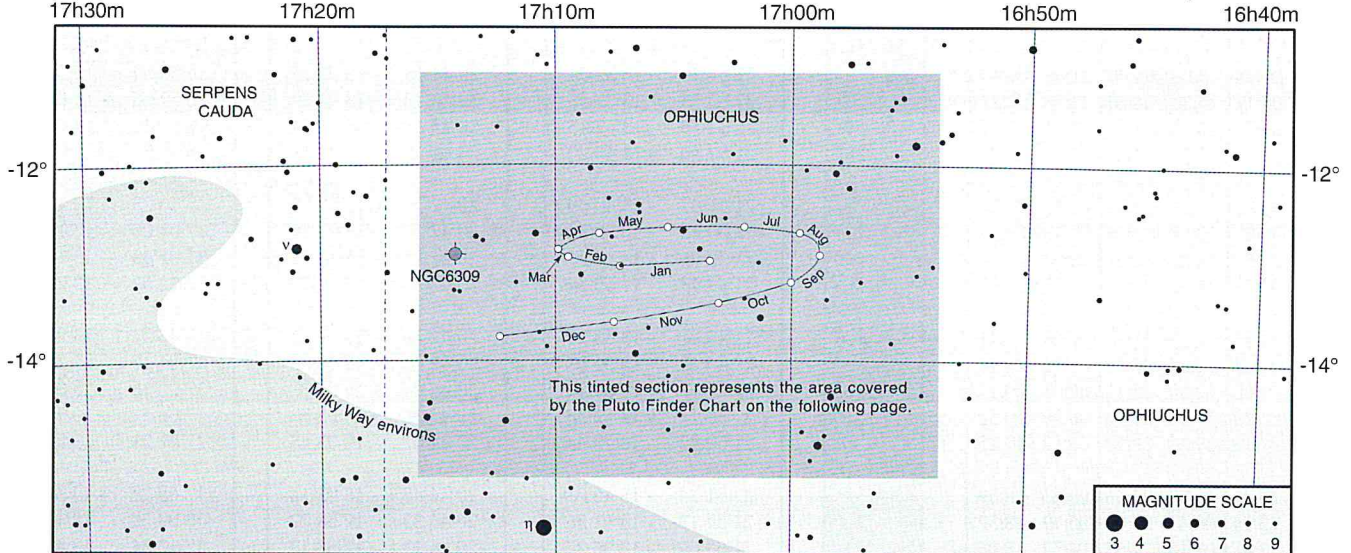 17h30m 17h20m 17h10m 17h00m 16h50m 16h40m
SERPENS
CAUDA
OPHIUCHUS
-12° -12°
Apr May Jun Jul Aug
ν
NGC6309
Mar Feb Jan Sep
Oct
Dec Nov
-14° -14°
This tinted section represents the area covered
by the Pluto Finder Chart on the following page.
Milky Way environs
OPHIUCHUS
η
MAGNITUDE SCALE
3 4 5 6 7 8 9